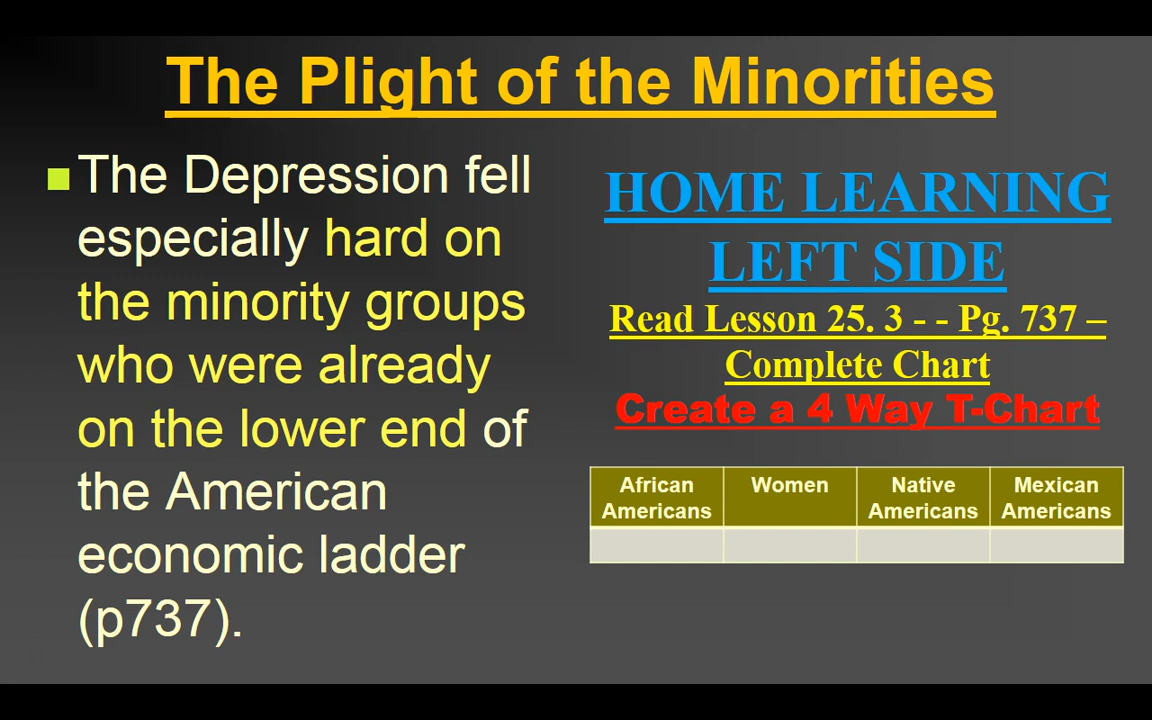 The Plight of the Minorities
The Depression fell
especially hard on
the minority groups
who were already
on the lower end of
the American
economic ladder
(p737).
HOME LEARNING
LEFT SIDE
Read Lesson 25. 3 - - Pg. 737 –
Complete Chart
Create a 4 Way T-Chart
African Americans
Women
Native Americans
Mexican Americans